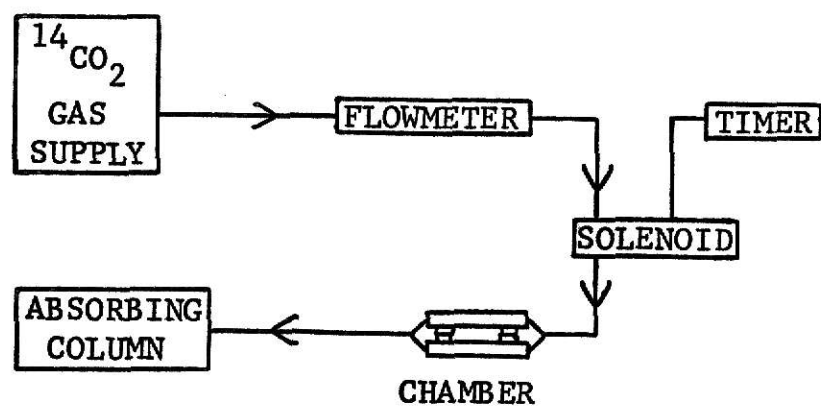 14CO2
GAS
SUPPLY
FLOWMETER
TIMER
SOLENOID
ABSORBING
COLUMN
CHAMBER